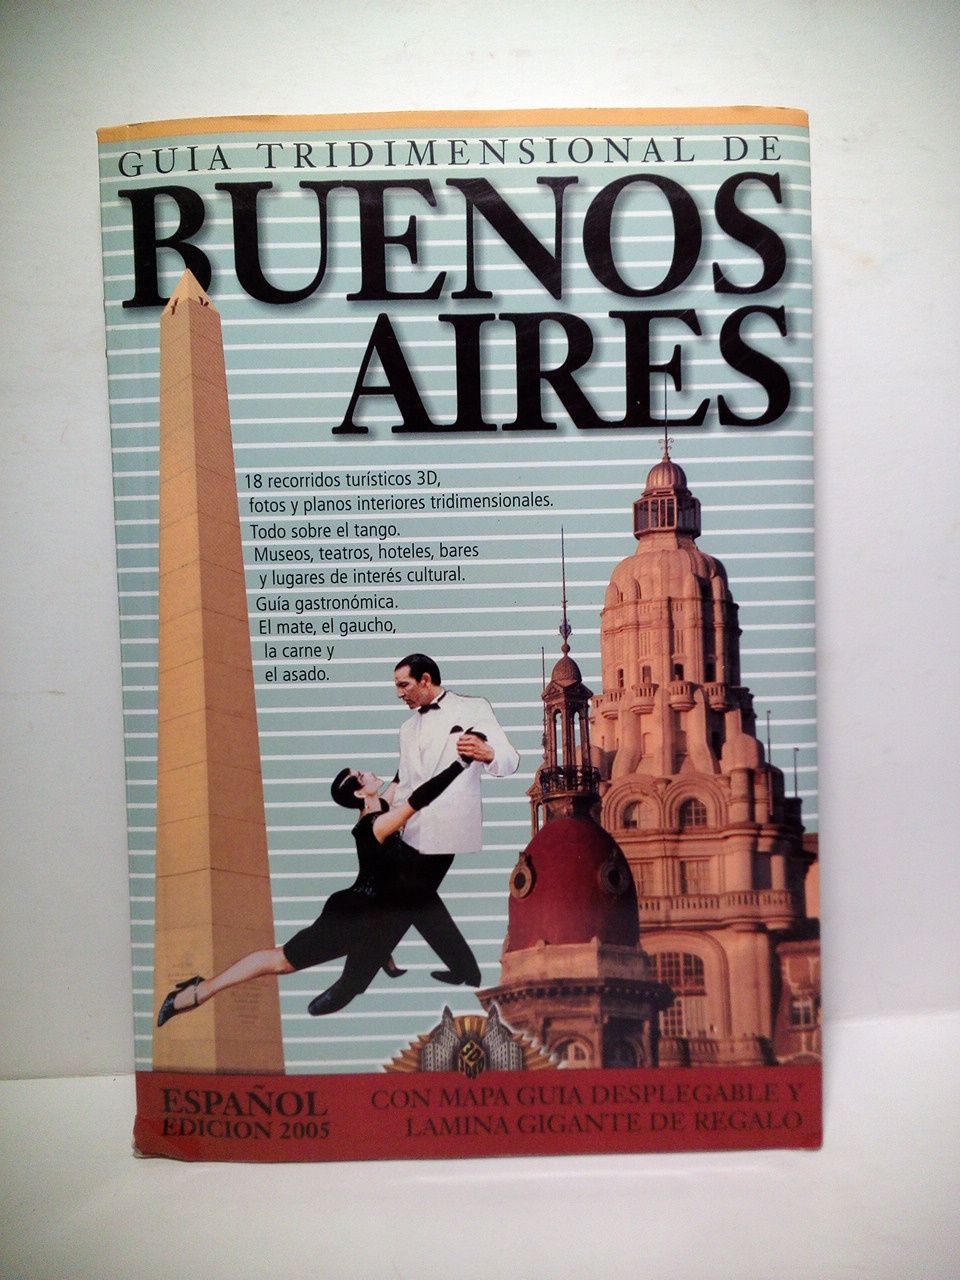 GUIA TRIDIMENSIONAL DE
BUENOS
AIRES
18 recorridos turísticos 3D,
fotos y planos interiores tridimensionales.
Todo sobre el tango.
Museos, teatros, hoteles, bares
y lugares de interés cultural.
Guía gastronómica.
El mate, el gaucho,
la carne y
el asado.
3D
ESPAÑOL
EDICION 2005
CON MAPA GUIA DESPLEGABLE Y
LAMINA GIGANTE DE REGALO